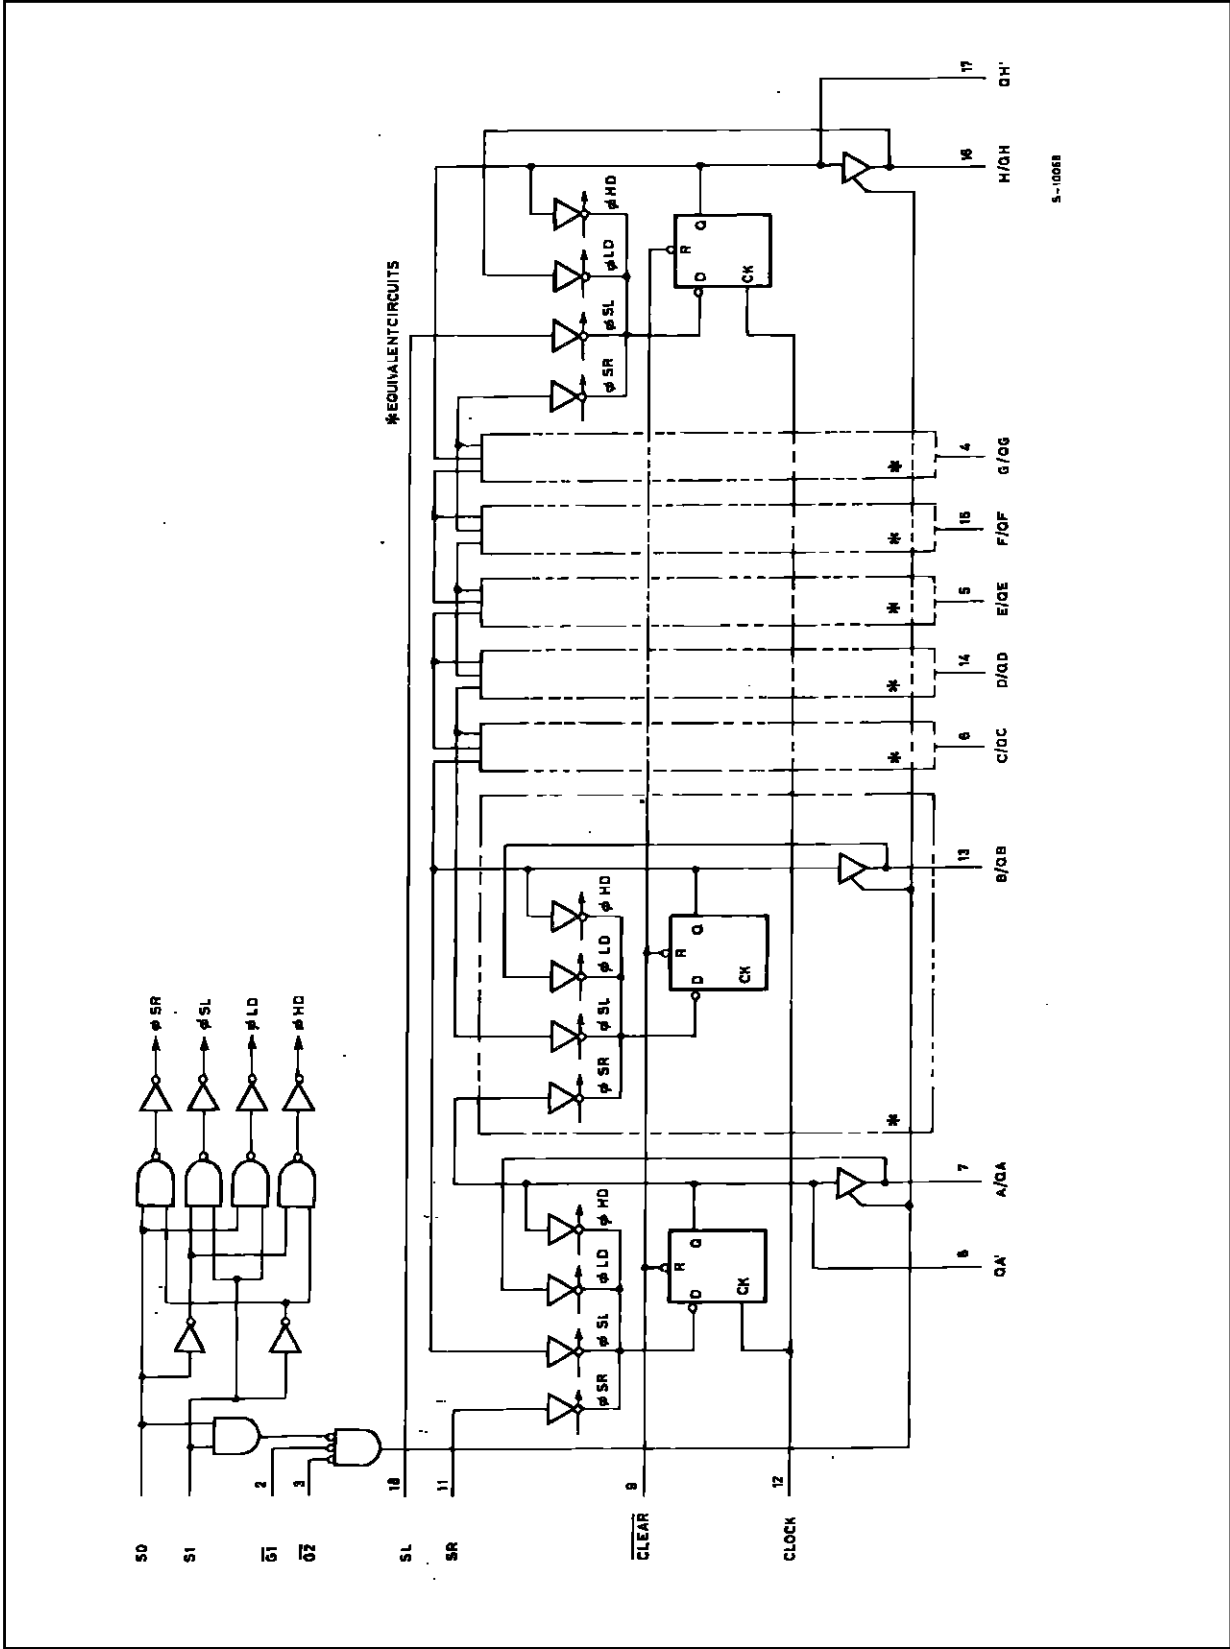 S0
φSR
S1
φSL
φLD
2
G1
φHD
3
G2
*EQUIVALENTCIRCUITS
18
SL
11
SR
φSR φSL φLD φHD
φSR φSL φLD φHD
φSR φSL φLD φHD
9
CLEAR
R
D Q
CK
R
D Q
CK
R
D Q
CK
12
CLOCK
* * * * * *
8 7 13 6 14 5 15 4 16 17
QA' A/QA B/QB C/QC D/QD E/QE F/QF G/QG H/QH QH'
S-10068